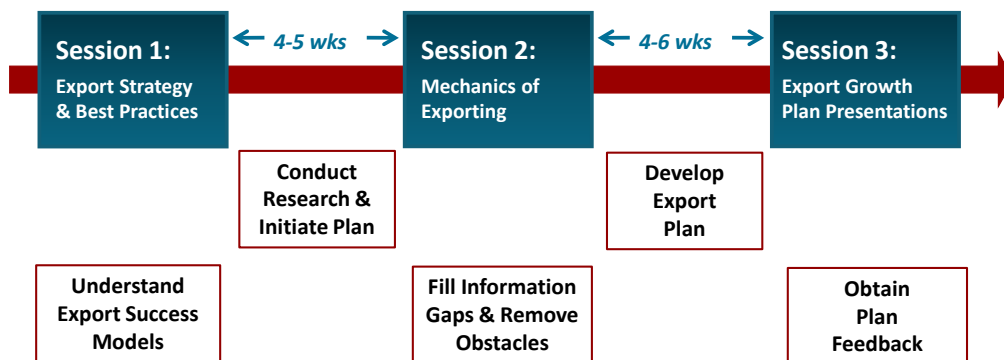 Session 1:
Export Strategy
& Best Practices
4-5 wks
Session 2:
Mechanics of
Exporting
4-6 wks
Session 3:
Export Growth
Plan Presentations
Conduct
Research &
Initiate Plan
Develop
Export
Plan
Understand
Export Success
Models
Fill Information
Gaps & Remove
Obstacles
Obtain
Plan
Feedback